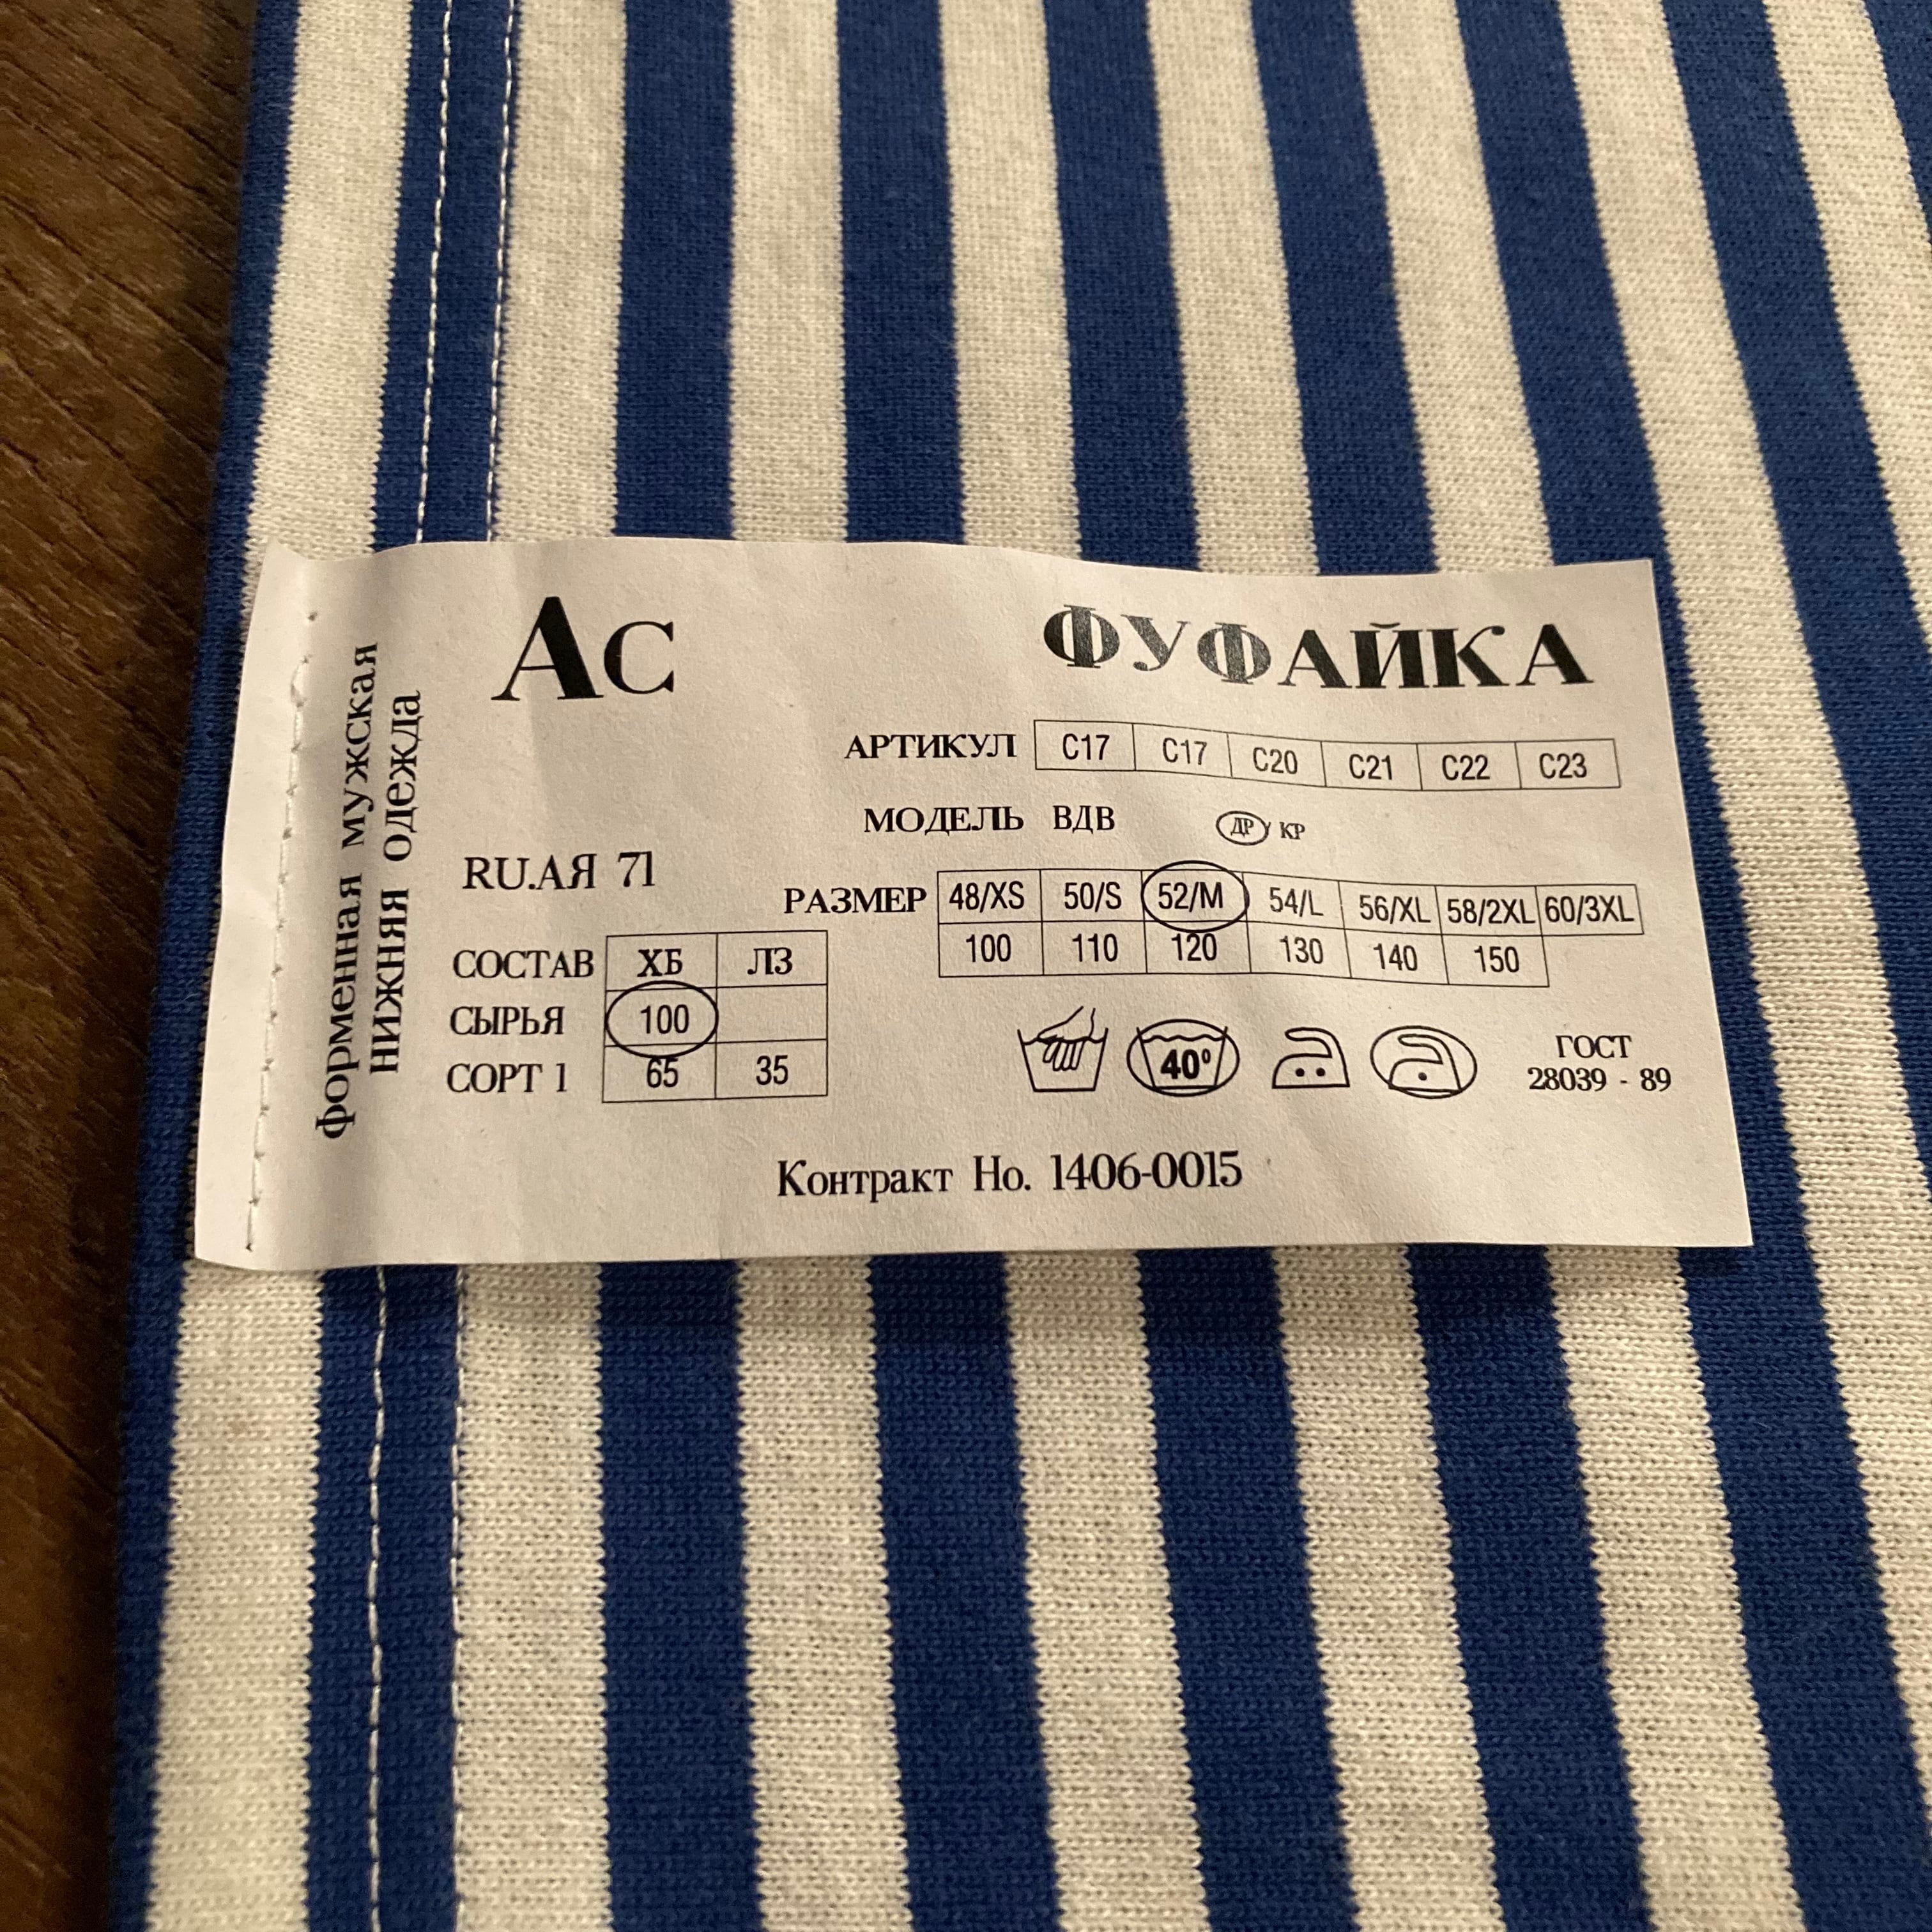 форменная мужская
нижняя одежда
Ас
ФУФАЙКА
АРТИКУЛ С17 С17 С20 С21 С22 С23
МОДЕЛЬ ВДВ ДР / КР
RU.АЯ 71
РАЗМЕР 48/XS 50/S 52/M 54/L 56/XL 58/2XL 60/3XL
100 110 120 130 140 150
СОСТАВ ХБ ЛЗ
СЫРЬЯ 100
СОРТ 1 65 35
40º
ГОСТ
28039 - 89
Контракт Но. 1406-0015